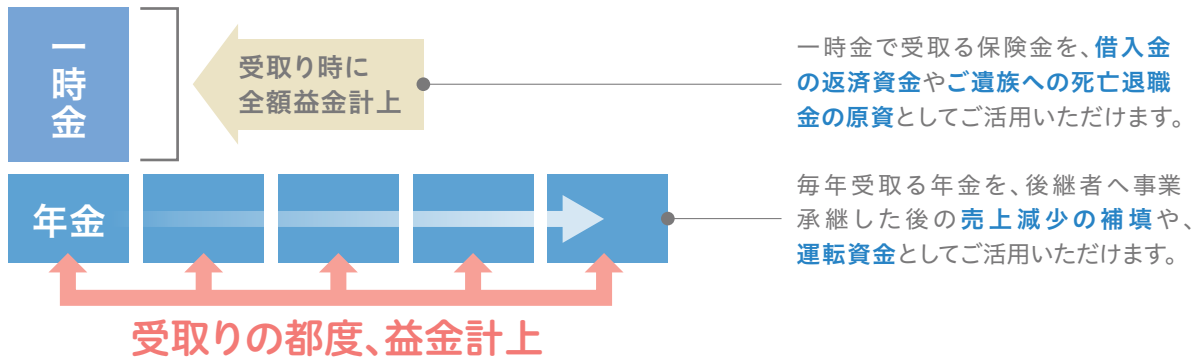 一時金
受取り時に
全額益金計上
一時金で受取る保険金を、借入金
の返済資金やご遺族への死亡退職
金の原資としてご活用いただけます。
年金
毎年受取る年金を、後継者へ事業
承継した後の売上減少の補填や、
運転資金としてご活用いただけます。
受取りの都度、益金計上